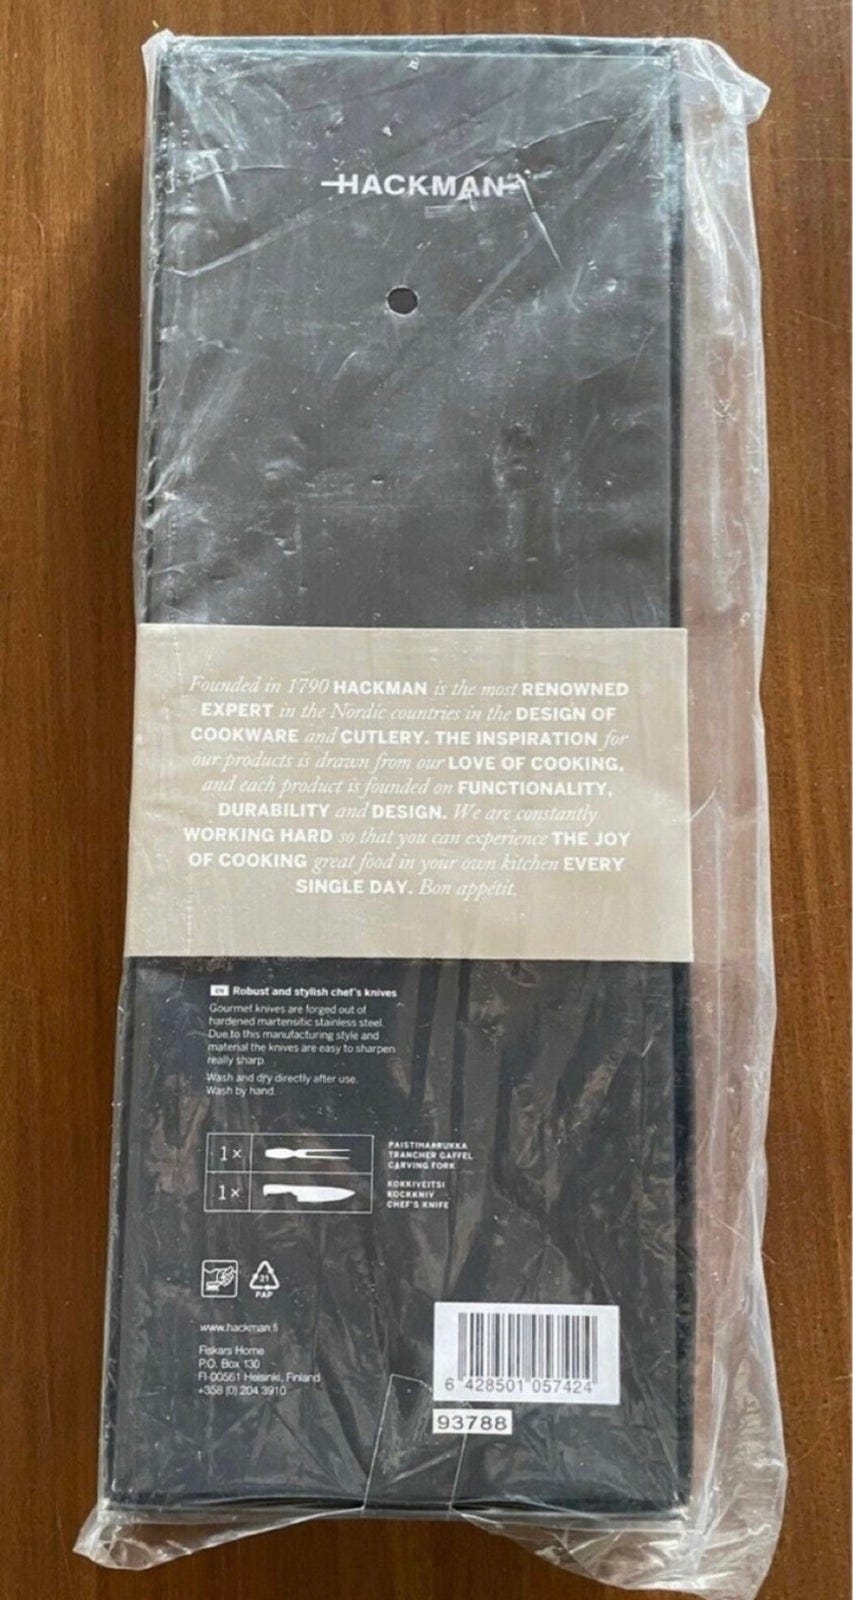 HACKMAN
Founded in 1790 HACKMAN is the most RENOWNED
EXPERT in the Nordic countries in the DESIGN OF
COOKWARE and CUTLERY. THE INSPIRATION for
our products is drawn from our LOVE OF COOKING,
and each product is founded on FUNCTIONALITY,
DURABILITY and DESIGN. We are constantly
WORKING HARD so that you can experience THE JOY
OF COOKING great food in your own kitchen EVERY
SINGLE DAY. Bon appétit.
EN Robust and stylish chef's knives
Gourmet knives are forged out of
hardened martensitic stainless steel.
Due to this manufacturing style and
material the knives are easy to sharpen
really sharp.
Wash and dry directly after use.
Wash by hand.
1x
PAISTIHAARUKKA
TRANCHER GAFFEL
CARVING FORK
1x
KOKKIVEITSI
KOCKKNIV
CHEF'S KNIFE
21
PAP
www.hackman.fi
Fiskars Home
P.O. Box 130
FI-00561 Helsinki, Finland
+358 (0) 204 3910
6 428501 057424
93788